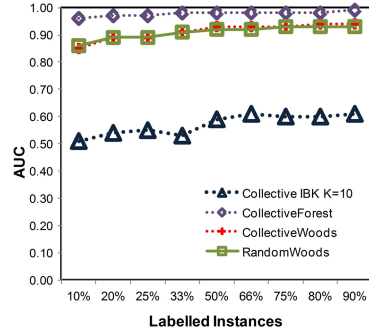 1.00
0.90
0.80
0.70
0.60
0.50
0.40
0.30
0.20
0.10
0.00
AUC
Collective IBK K=10
CollectiveForest
CollectiveWoods
RandomWoods
10% 20% 25% 33% 50% 66% 75% 80% 90%
Labelled Instances